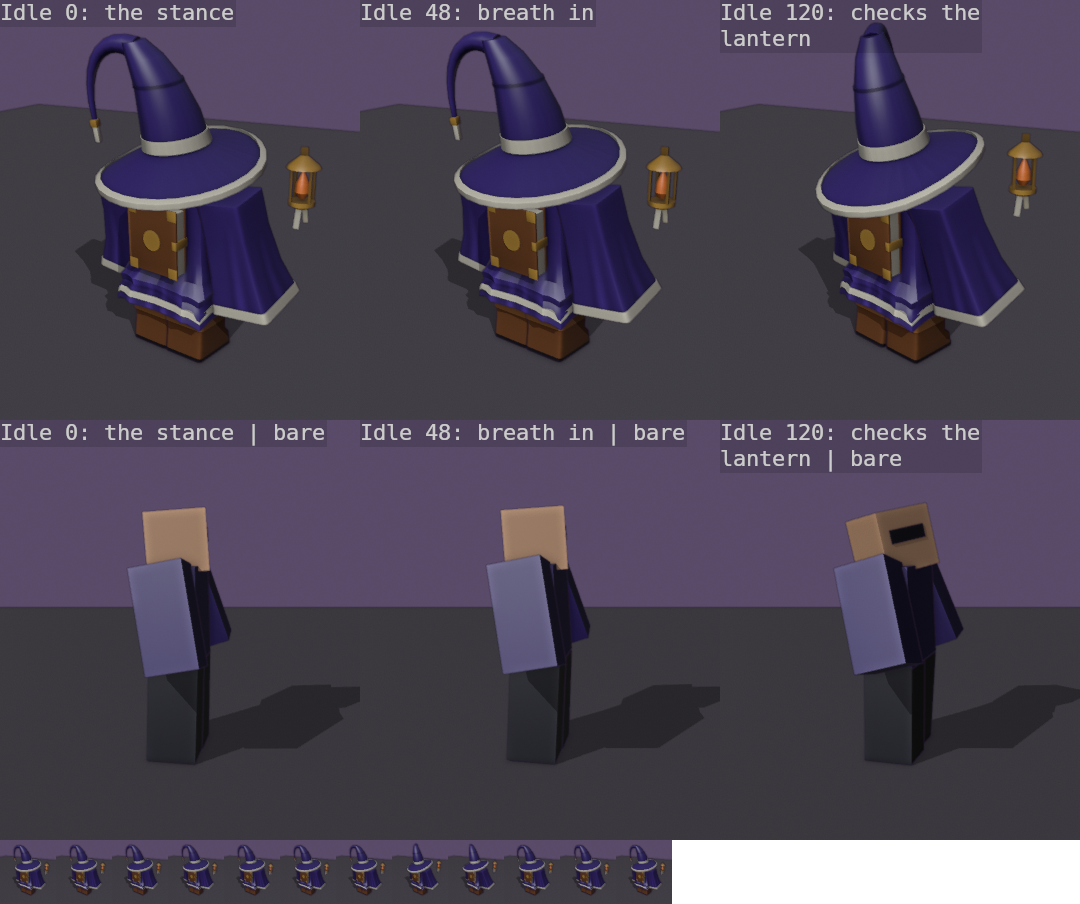 Idle 0: the stance
Idle 48: breath in
Idle 120: checks the
lantern
Idle 0: the stance | bare
Idle 48: breath in | bare
Idle 120: checks the
lantern | bare